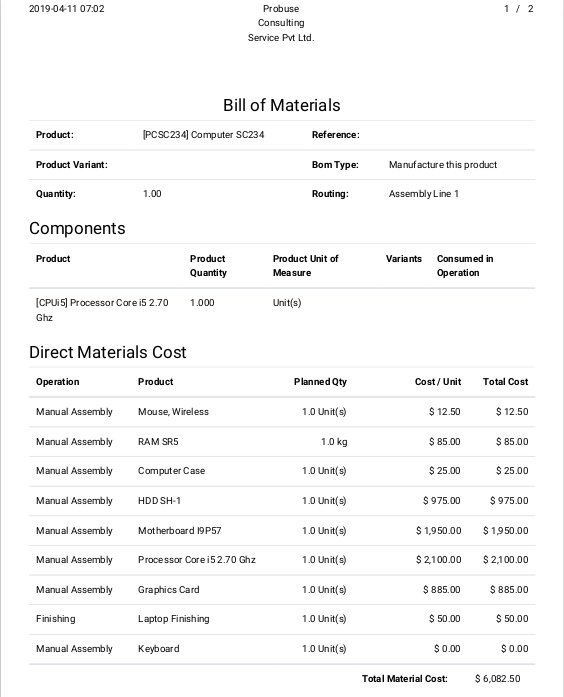 2019-04-11 07:02 Probuse 1 / 2
Consulting
Service Pvt Ltd.
Bill of Materials
Product: [PCSC234] Computer SC234 Reference:
Product Variant: Bom Type: Manufacture this product
Quantity: 1.00 Routing: Assembly Line 1
Components
Product Product Product Unit of Variants Consumed in
Quantity Measure Operation
[CPUi5] Processor Core i5 2.70 1.000 Unit(s)
Ghz
Direct Materials Cost
Operation Product Planned Qty Cost / Unit Total Cost
Manual Assembly Mouse, Wireless 1.0 Unit(s) $ 12.50 $ 12.50
Manual Assembly RAM SR5 1.0 kg $ 85.00 $ 85.00
Manual Assembly Computer Case 1.0 Unit(s) $ 25.00 $ 25.00
Manual Assembly HDD SH-1 1.0 Unit(s) $ 975.00 $ 975.00
Manual Assembly Motherboard I9P57 1.0 Unit(s) $ 1,950.00 $ 1,950.00
Manual Assembly Processor Core i5 2.70 Ghz 1.0 Unit(s) $ 2,100.00 $ 2,100.00
Manual Assembly Graphics Card 1.0 Unit(s) $ 885.00 $ 885.00
Finishing Laptop Finishing 1.0 Unit(s) $ 50.00 $ 50.00
Manual Assembly Keyboard 1.0 Unit(s) $ 0.00 $ 0.00
Total Material Cost: $ 6,082.50